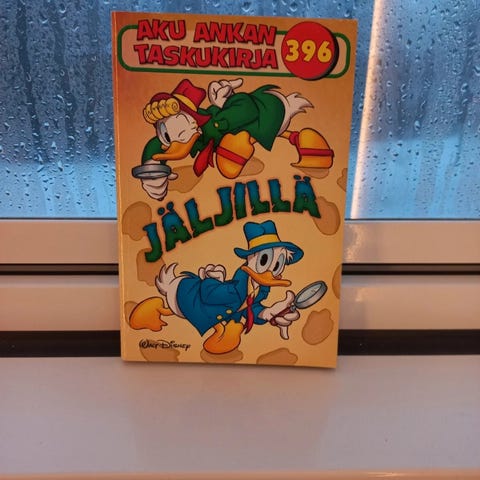 AKU ANKAN
TASKUKIRJA
396
JÄLJILLÄ
WALT DISNEY